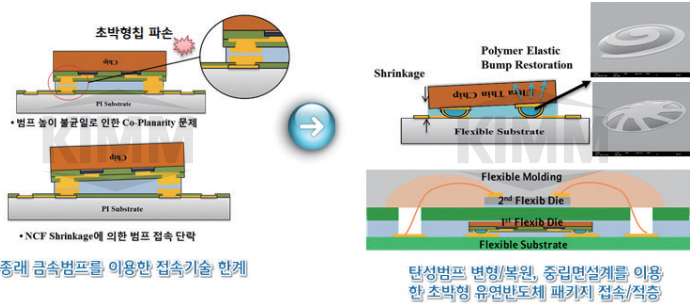 초박형칩 파손
Chip
PI Substrate
• 범프 높이 불균일로 인한 Co-Planarity 문제
Chip
PI Substrate
• NCF Shrinkage에 의한 범프 접속 단락
종래 금속범프를 이용한 접속기술 한계
Polymer Elastic
Bump Restoration
Shrinkage
Ultra Thin Chip
Flexible Substrate
Flexible Molding
2nd Flexib Die
1st Flexib Die
Flexible Substrate
탄성범프 변형/복원, 중립면설계를 이용
한 초박형 유연반도체 패키지 접속/적층
KIMM
KIMM